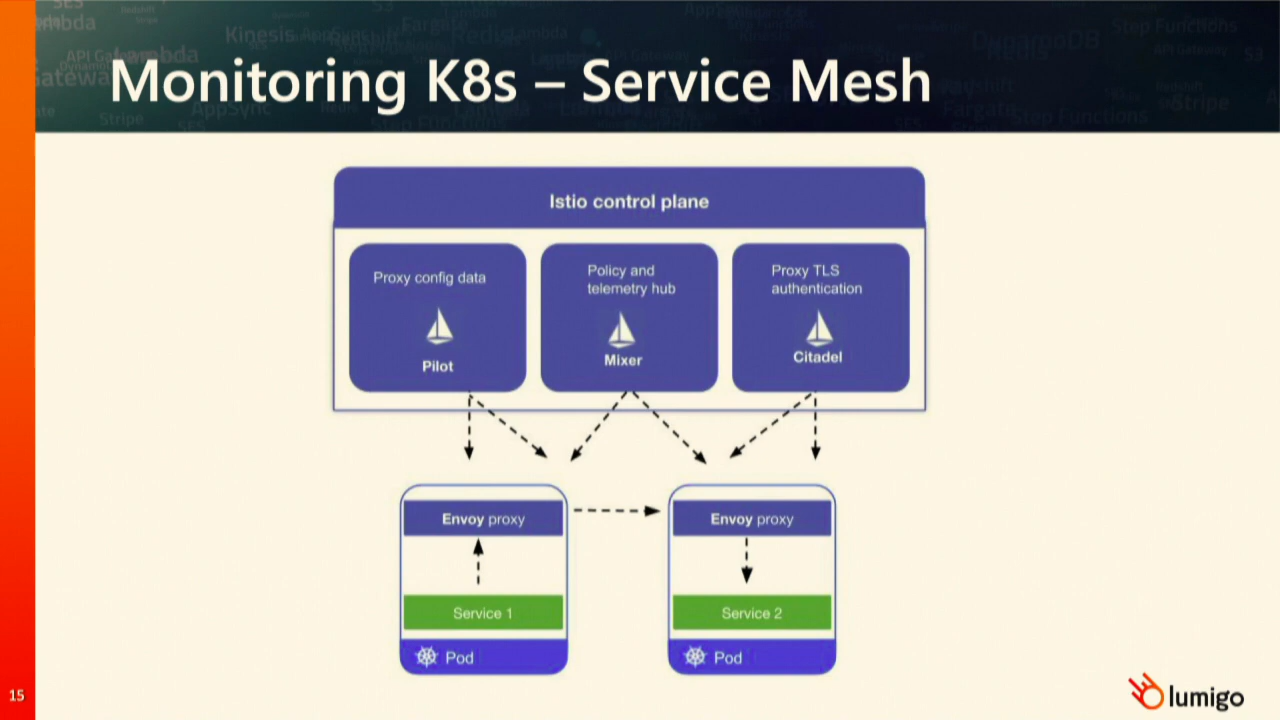 Monitoring K8s – Service Mesh
Istio control plane
Proxy config data
Pilot
Policy and
telemetry hub
Mixer
Proxy TLS
authentication
Citadel
Envoy proxy
Service 1
Pod
Envoy proxy
Service 2
Pod
15
lumigo